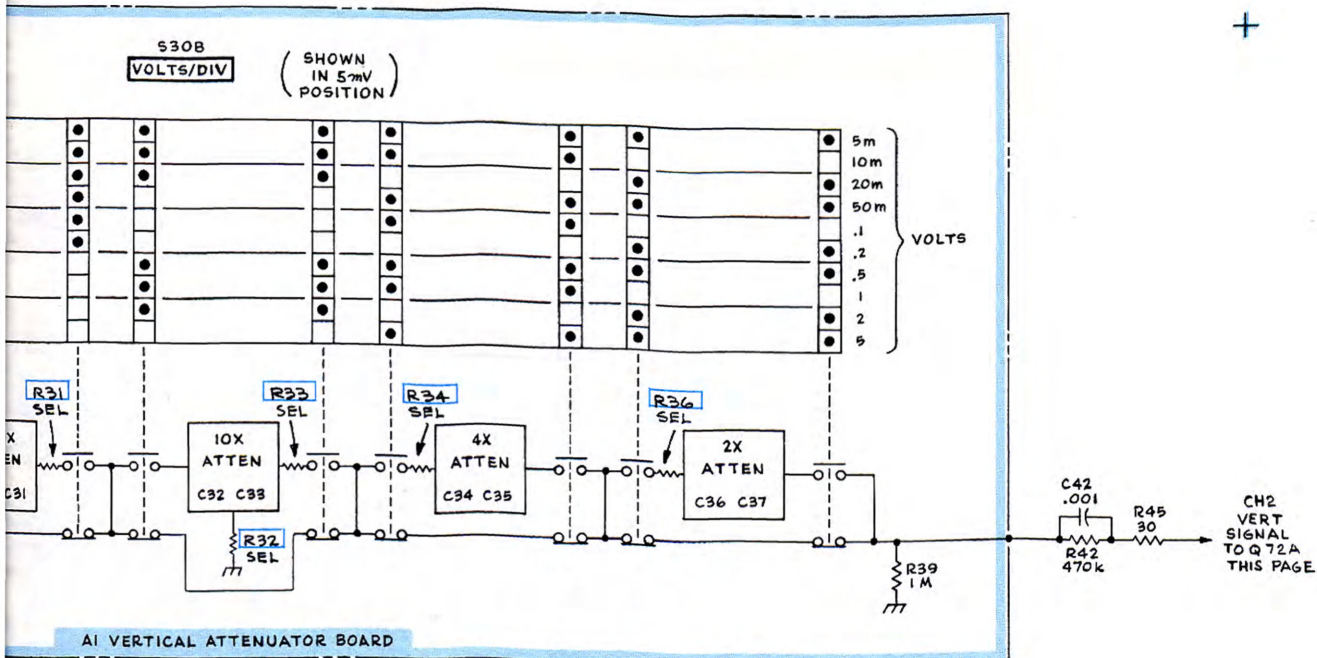 S30B
VOLTS/DIV
(SHOWN
IN 5mV
POSITION)
5m
10m
20m
50m
.1
.2
.5
1
2
5
VOLTS
R31
SEL
R33
SEL
R34
SEL
R36
SEL
X
EN
C31
10X
ATTEN
C32 C33
R32
SEL
4X
ATTEN
C34 C35
2X
ATTEN
C36 C37
R39
1M
C42
.001
R42
470k
R45
30
CH2
VERT
SIGNAL
TO Q72A
THIS PAGE
A1 VERTICAL ATTENUATOR BOARD